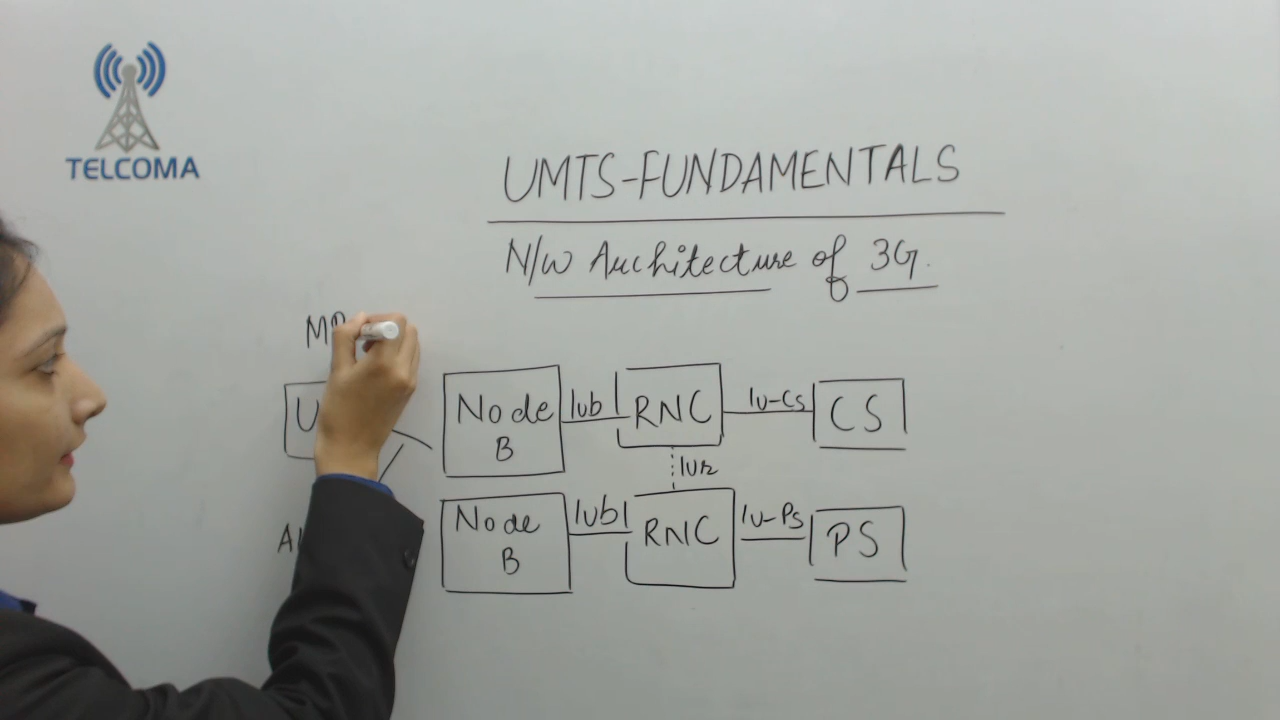 TELCOMA
UMTS-FUNDAMENTALS
N/W Architecture of 3G.
Node B Iub RNC Iu-Cs CS
Iur
Node B Iub RNC Iu-Ps PS